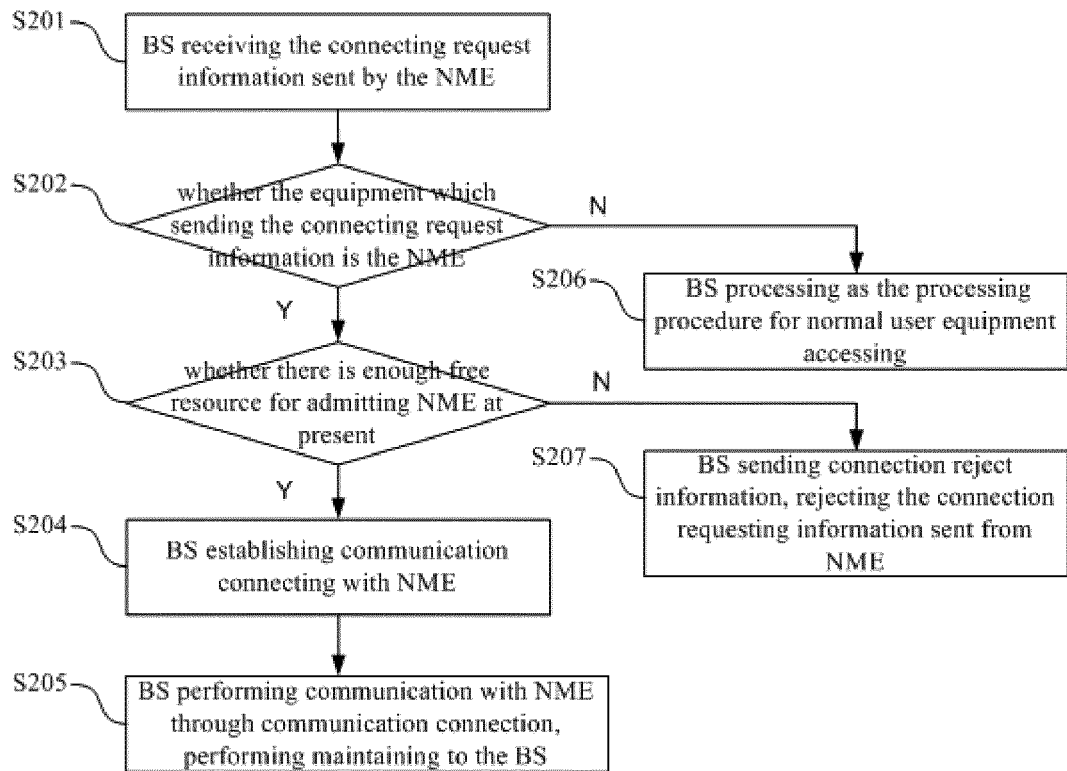 S201
BS receiving the connecting request
information sent by the NME
S202
whether the equipment which
sending the connecting request
information is the NME
N
Y
S206
BS processing as the processing
procedure for normal user equipment
accessing
S203
whether there is enough free
resource for admitting NME at
present
N
Y
S207
BS sending connection reject
information, rejecting the connection
requesting information sent from
NME
S204
BS establishing communication
connecting with NME
S205
BS performing communication with NME
through communication connection,
performing maintaining to the BS